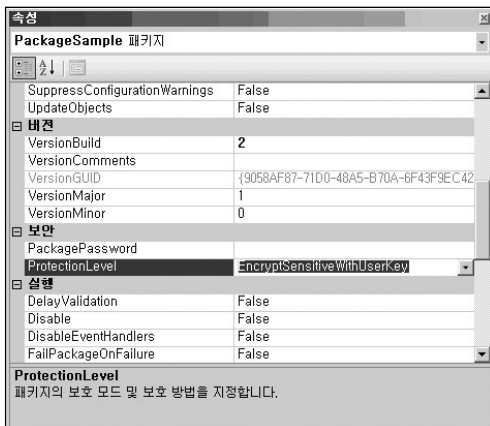 속성
PackageSample 패키지
SuppressConfigurationWarnings False
UpdateObjects False
버전
VersionBuild 2
VersionComments
VersionGUID {9058AF87-71D0-48A5-B70A-6F43F9EC42
VersionMajor 1
VersionMinor 0
보안
PackagePassword
ProtectionLevel EncryptSensitiveWithUserKey
실행
DelayValidation False
Disable False
DisableEventHandlers False
FailPackageOnFailure False
ProtectionLevel
패키지의 보호 모드 및 보호 방법을 지정합니다.